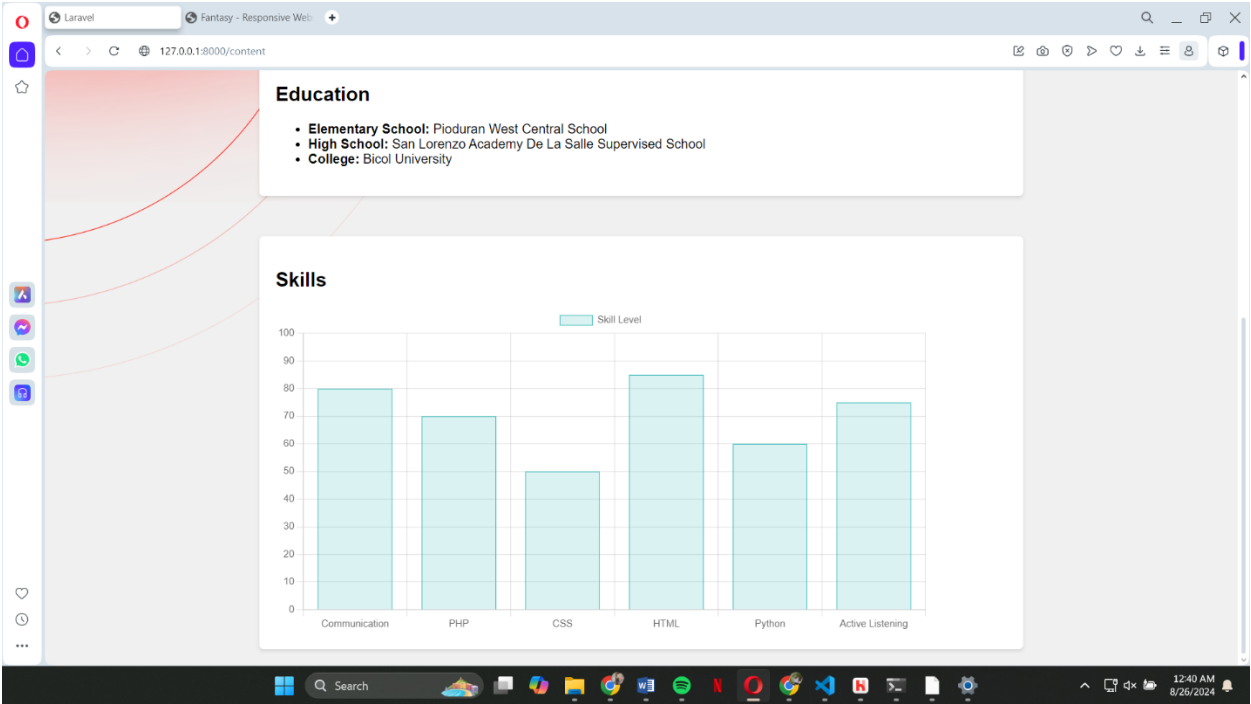 Laravel
Fantasy - Responsive Web
127.0.0.1:8000/content
Education
• Elementary School: Pioduran West Central School
• High School: San Lorenzo Academy De La Salle Supervised School
• College: Bicol University
Skills
Skill Level
100
90
80
70
60
50
40
30
20
10
0
Communication PHP CSS HTML Python Active Listening
Search
12:40 AM
8/26/2024